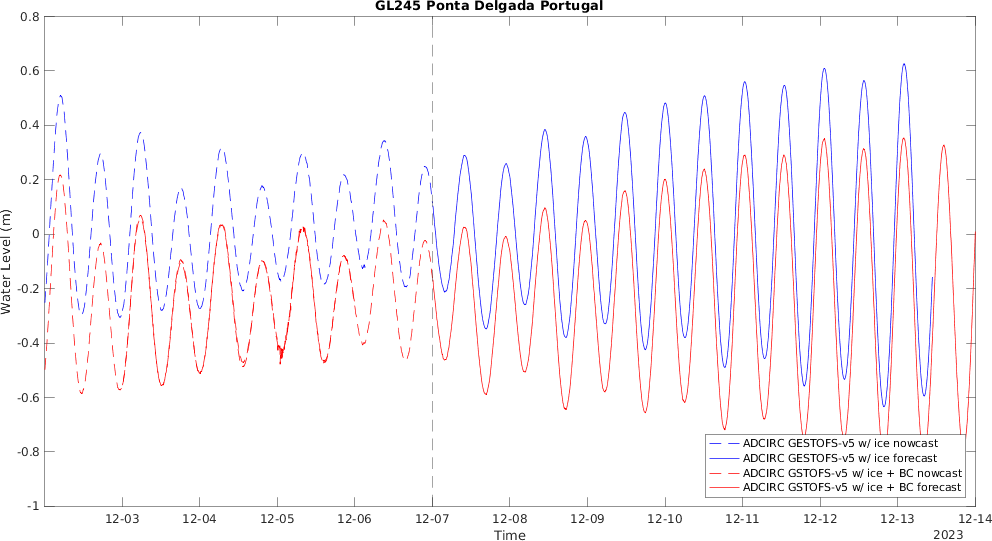 GL245 Ponta Delgada Portugal
0.8
0.6
0.4
0.2
0
-0.2
-0.4
-0.6
-0.8
-1
Water Level (m)
ADCIRC GESTOFS-v5 w/ ice nowcast
ADCIRC GESTOFS-v5 w/ ice forecast
ADCIRC GSTOFS-v5 w/ ice + BC nowcast
ADCIRC GSTOFS-v5 w/ ice + BC forecast
12-03 12-04 12-05 12-06 12-07 12-08 12-09 12-10 12-11 12-12 12-13 12-14
Time
2023